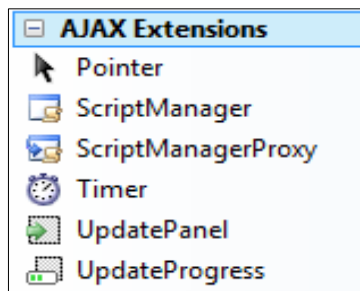 AJAX Extensions
Pointer
ScriptManager
ScriptManagerProxy
Timer
UpdatePanel
UpdateProgress